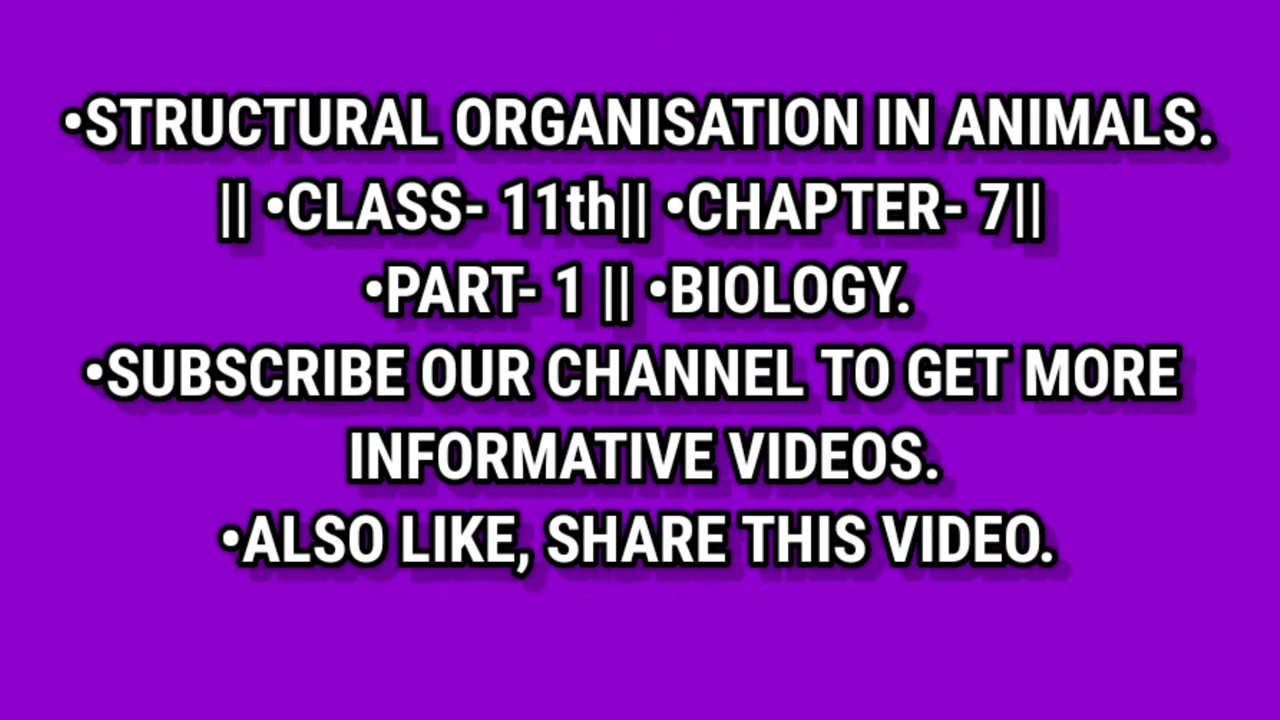 •STRUCTURAL ORGANISATION IN ANIMALS.
|| •CLASS- 11th|| •CHAPTER- 7||
•PART- 1 || •BIOLOGY.
•SUBSCRIBE OUR CHANNEL TO GET MORE
INFORMATIVE VIDEOS.
•ALSO LIKE, SHARE THIS VIDEO.